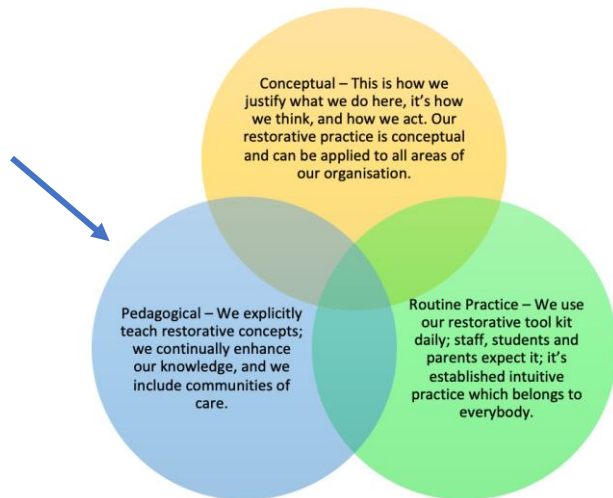 Conceptual – This is how we
justify what we do here, it's how
we think, and how we act. Our
restorative practice is conceptual
and can be applied to all areas of
our organisation.
Pedagogical – We explicitly
teach restorative concepts;
we continually enhance
our knowledge, and we
include communities of
care.
Routine Practice – We use
our restorative tool kit
daily; staff, students and
parents expect it; it's
established intuitive
practice which belongs to
everybody.